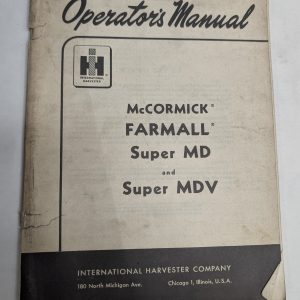 Operator's Manual
IH
INTERNATIONAL
HARVESTER
McCORMICK®
FARMALL®
Super MD
and
Super MDV
INTERNATIONAL HARVESTER COMPANY
180 North Michigan Ave. Chicago 1, Illinois, U.S.A.